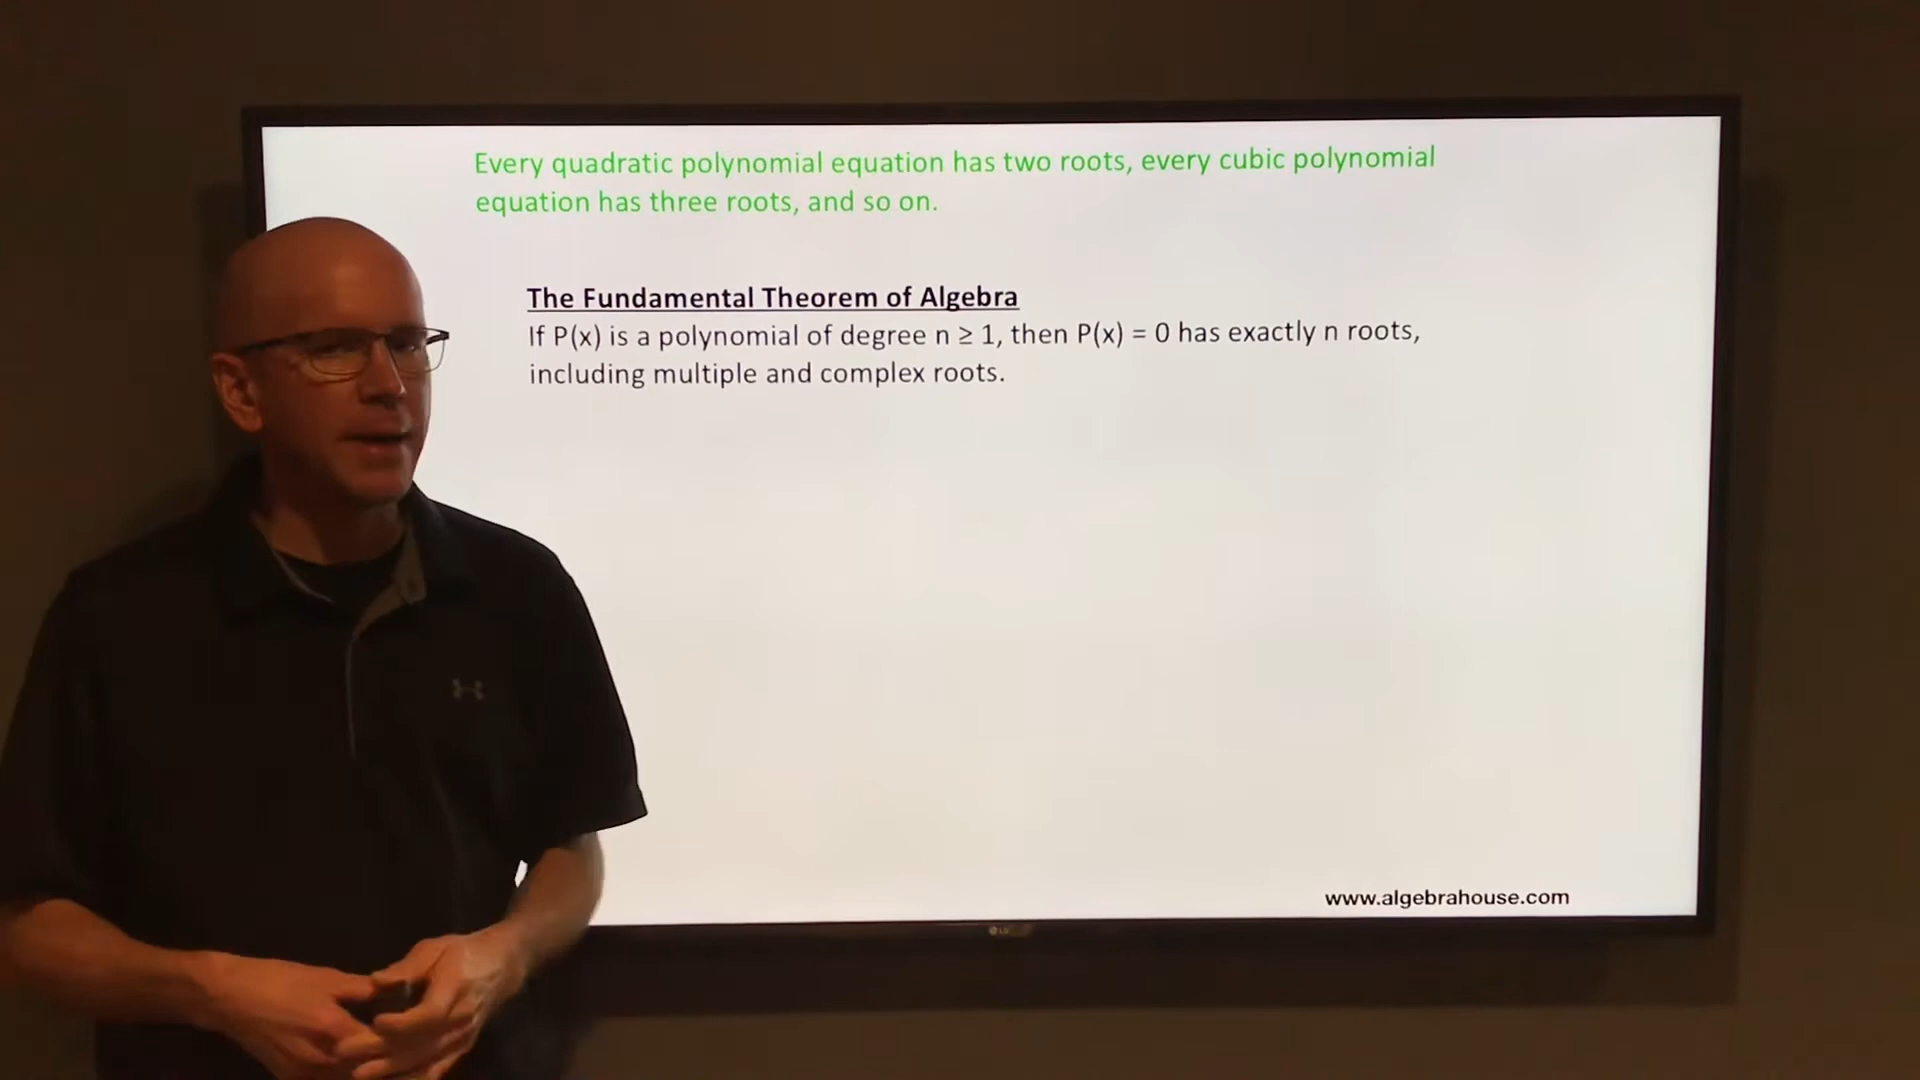 Every quadratic polynomial equation has two roots, every cubic polynomial
equation has three roots, and so on.
The Fundamental Theorem of Algebra
If P(x) is a polynomial of degree n ≥ 1, then P(x) = 0 has exactly n roots,
including multiple and complex roots.
www.algebrahouse.com
LG